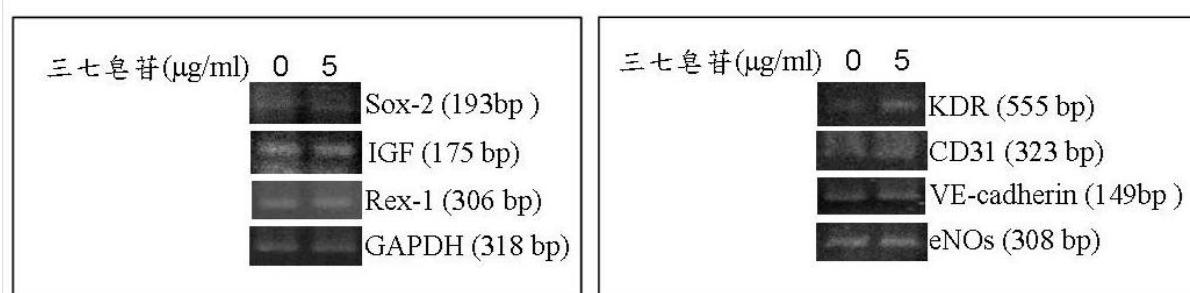 三七皂苷(μg/ml) 0 5
Sox-2 (193bp )
IGF (175 bp)
Rex-1 (306 bp)
GAPDH (318 bp)
三七皂苷(μg/ml) 0 5
KDR (555 bp)
CD31 (323 bp)
VE-cadherin (149bp )
eNOs (308 bp)